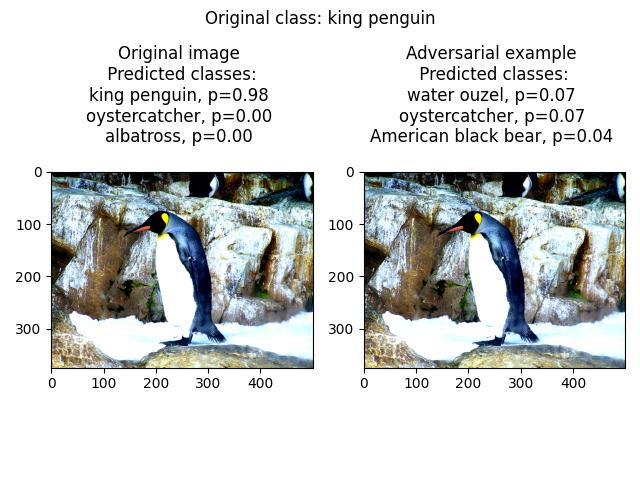 Original class: king penguin
Original image
Predicted classes:
king penguin, p=0.98
oystercatcher, p=0.00
albatross, p=0.00
Adversarial example
Predicted classes:
water ouzel, p=0.07
oystercatcher, p=0.07
American black bear, p=0.04
0
100
200
300
0 100 200 300 400
0
100
200
300
0 100 200 300 400